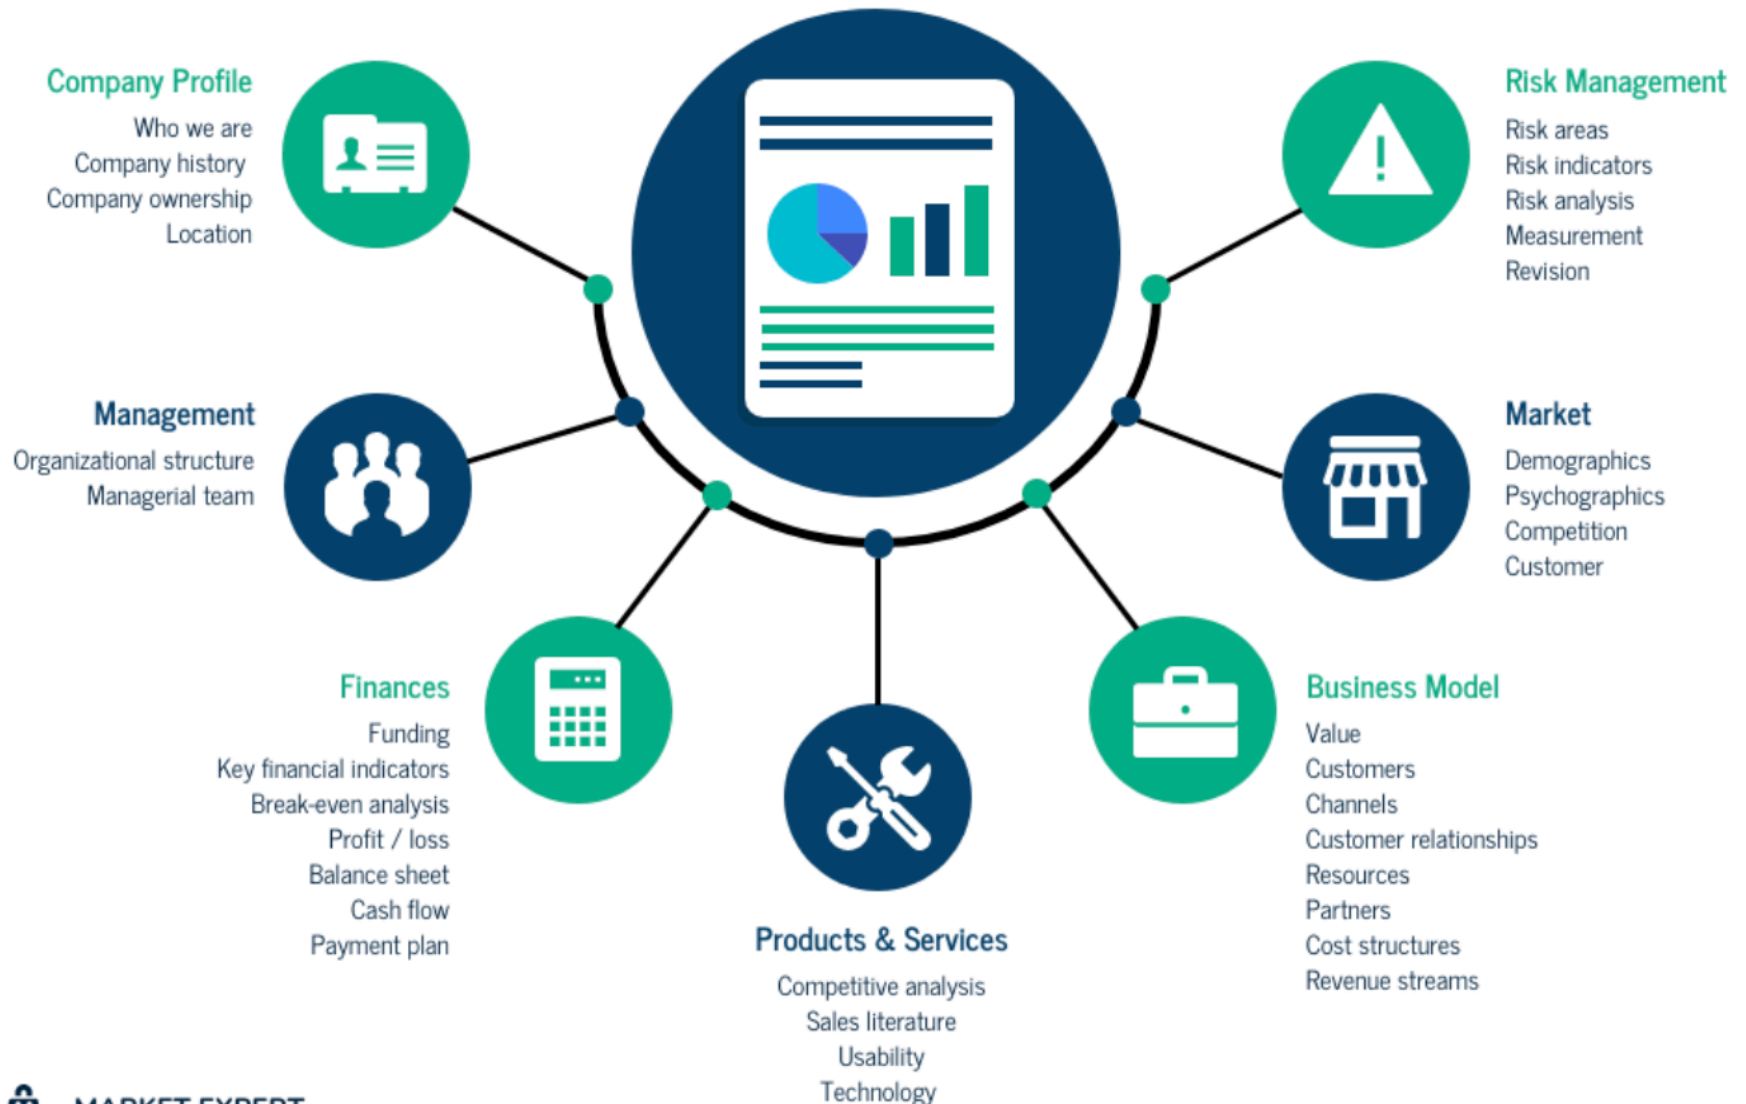 Company Profile
Who we are
Company history
Company ownership
Location
Management
Organizational structure
Managerial team
Finances
Funding
Key financial indicators
Break-even analysis
Profit / loss
Balance sheet
Cash flow
Payment plan
Products & Services
Competitive analysis
Sales literature
Usability
Technology
Business Model
Value
Customers
Channels
Customer relationships
Resources
Partners
Cost structures
Revenue streams
Market
Demographics
Psychographics
Competition
Customer
Risk Management
Risk areas
Risk indicators
Risk analysis
Measurement
Revision
MARKET EXPERT